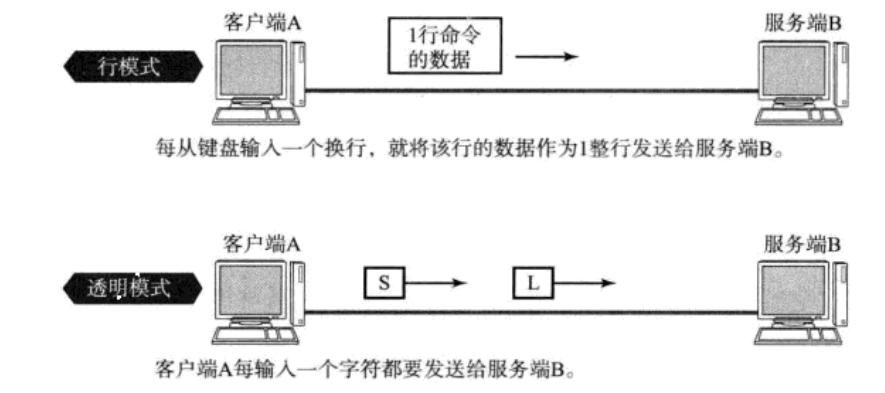 客户端A
服务端B
行模式
1行命令
的数据
每从键盘输入一个换行，就将该行的数据作为1整行发送给服务端B。
客户端A
服务端B
透明模式
S
L
客户端A每输入一个字符都要发送给服务端B。